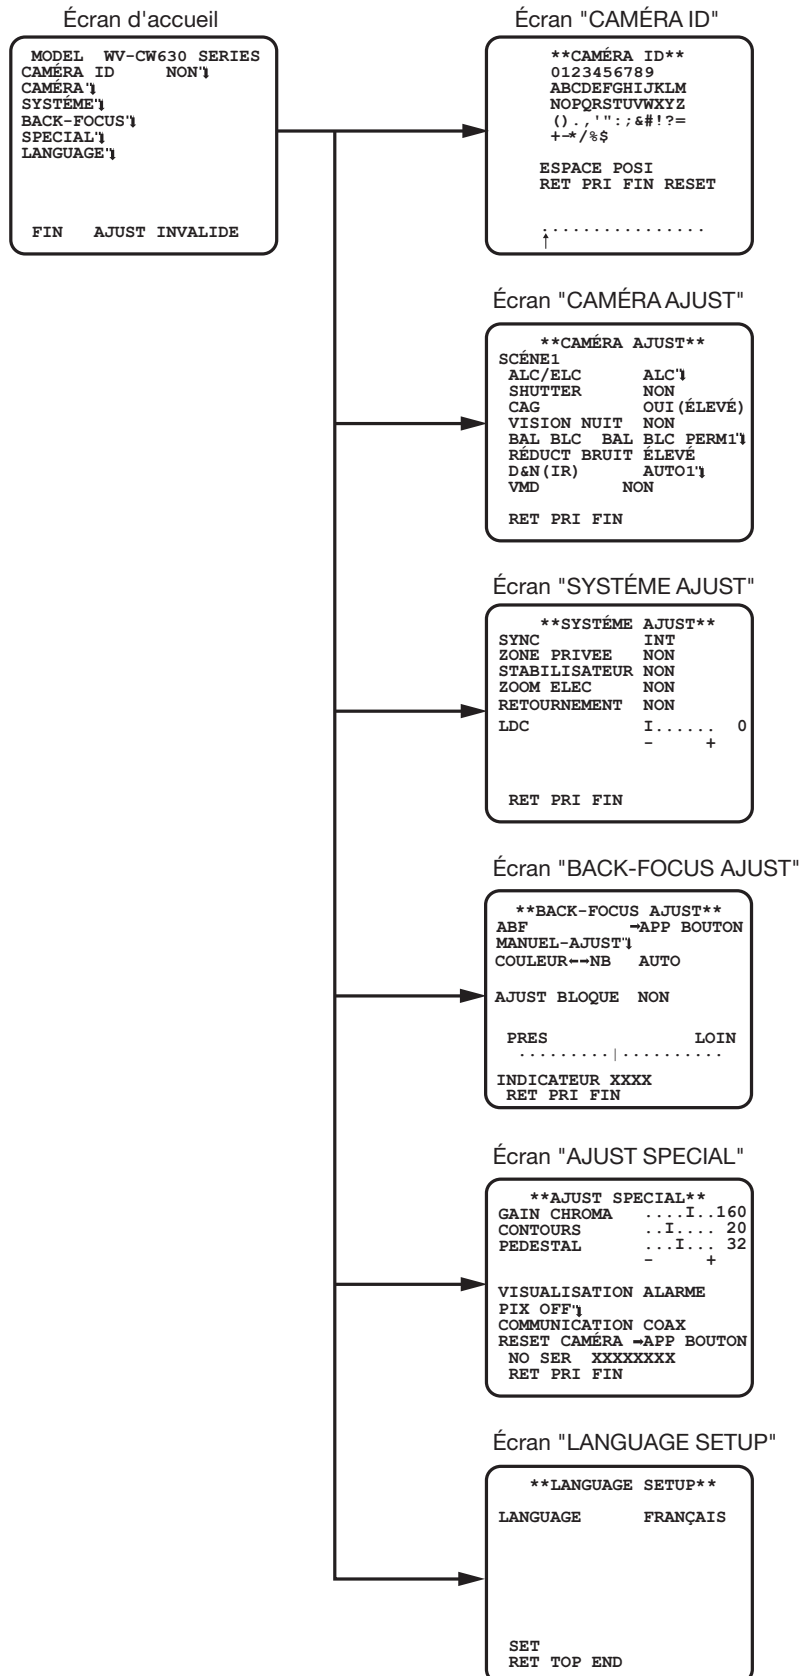 Écran d'accueil
MODEL WV-CW630 SERIES
CAMÉRA ID NON
CAMÉRA
SYSTÉME
BACK-FOCUS
SPECIAL
LANGUAGE
FIN AJUST INVALIDE
Écran "CAMÉRA ID"
**CAMÉRA ID**
0123456789
ABCDEFGHIJKLM
NOPQRSTUVWXYZ
().,'":;&#!?=
+-*/%$
ESPACE POSI
RET PRI FIN RESET
................
↑
Écran "CAMÉRA AJUST"
**CAMÉRA AJUST**
SCÉNE1
ALC/ELC ALC
SHUTTER NON
CAG OUI(ÉLEVÉ)
VISION NUIT NON
BAL BLC BAL BLC PERM1
RÉDUCT BRUIT ÉLEVÉ
D&N(IR) AUTO1
VMD NON
RET PRI FIN
Écran "SYSTÉME AJUST"
**SYSTÉME AJUST**
SYNC INT
ZONE PRIVEE NON
STABILISATEUR NON
ZOOM ELEC NON
RETOURNEMENT NON
LDC I...... 0
- +
RET PRI FIN
Écran "BACK-FOCUS AJUST"
**BACK-FOCUS AJUST**
ABF →APP BOUTON
MANUEL-AJUST
COULEUR←→NB AUTO
AJUST BLOQUE NON
PRES LOIN
.........|..........
INDICATEUR XXXX
RET PRI FIN
Écran "AJUST SPECIAL"
**AJUST SPECIAL**
GAIN CHROMA ....I..160
CONTOURS ..I.... 20
PEDESTAL ...I... 32
- +
VISUALISATION ALARME
PIX OFF
COMMUNICATION COAX
RESET CAMÉRA →APP BOUTON
NO SER XXXXXXXX
RET PRI FIN
Écran "LANGUAGE SETUP"
**LANGUAGE SETUP**
LANGUAGE FRANÇAIS
SET
RET TOP END